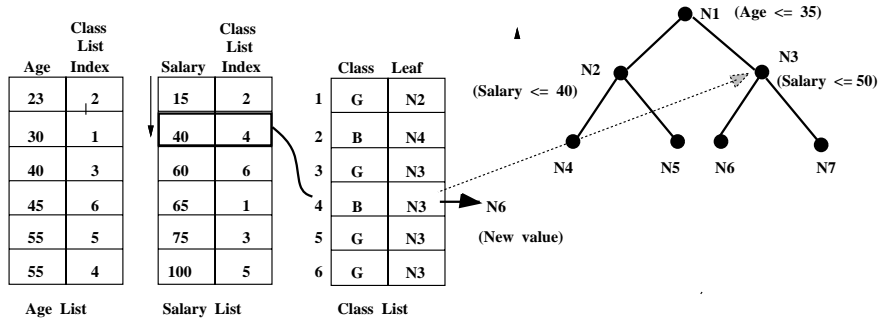 Age Class List Index
23 2
30 1
40 3
45 6
55 5
55 4
Age List
Salary Class List Index
15 2
40 4
60 6
65 1
75 3
100 5
Salary List
Class Leaf
1 G N2
2 B N4
3 G N3
4 B N3
5 G N3
6 G N3
Class List
N6
(New value)
N1 (Age <= 35)
N2
(Salary <= 40)
N3
(Salary <= 50)
N4
N5
N6
N7